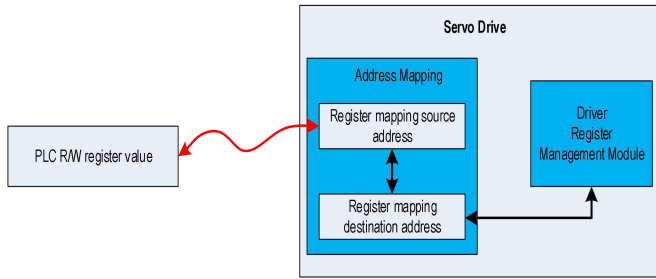 Servo Drive
Address Mapping
Register mapping source
address
Register mapping
destination address
Driver
Register
Management Module
PLC R/W register value